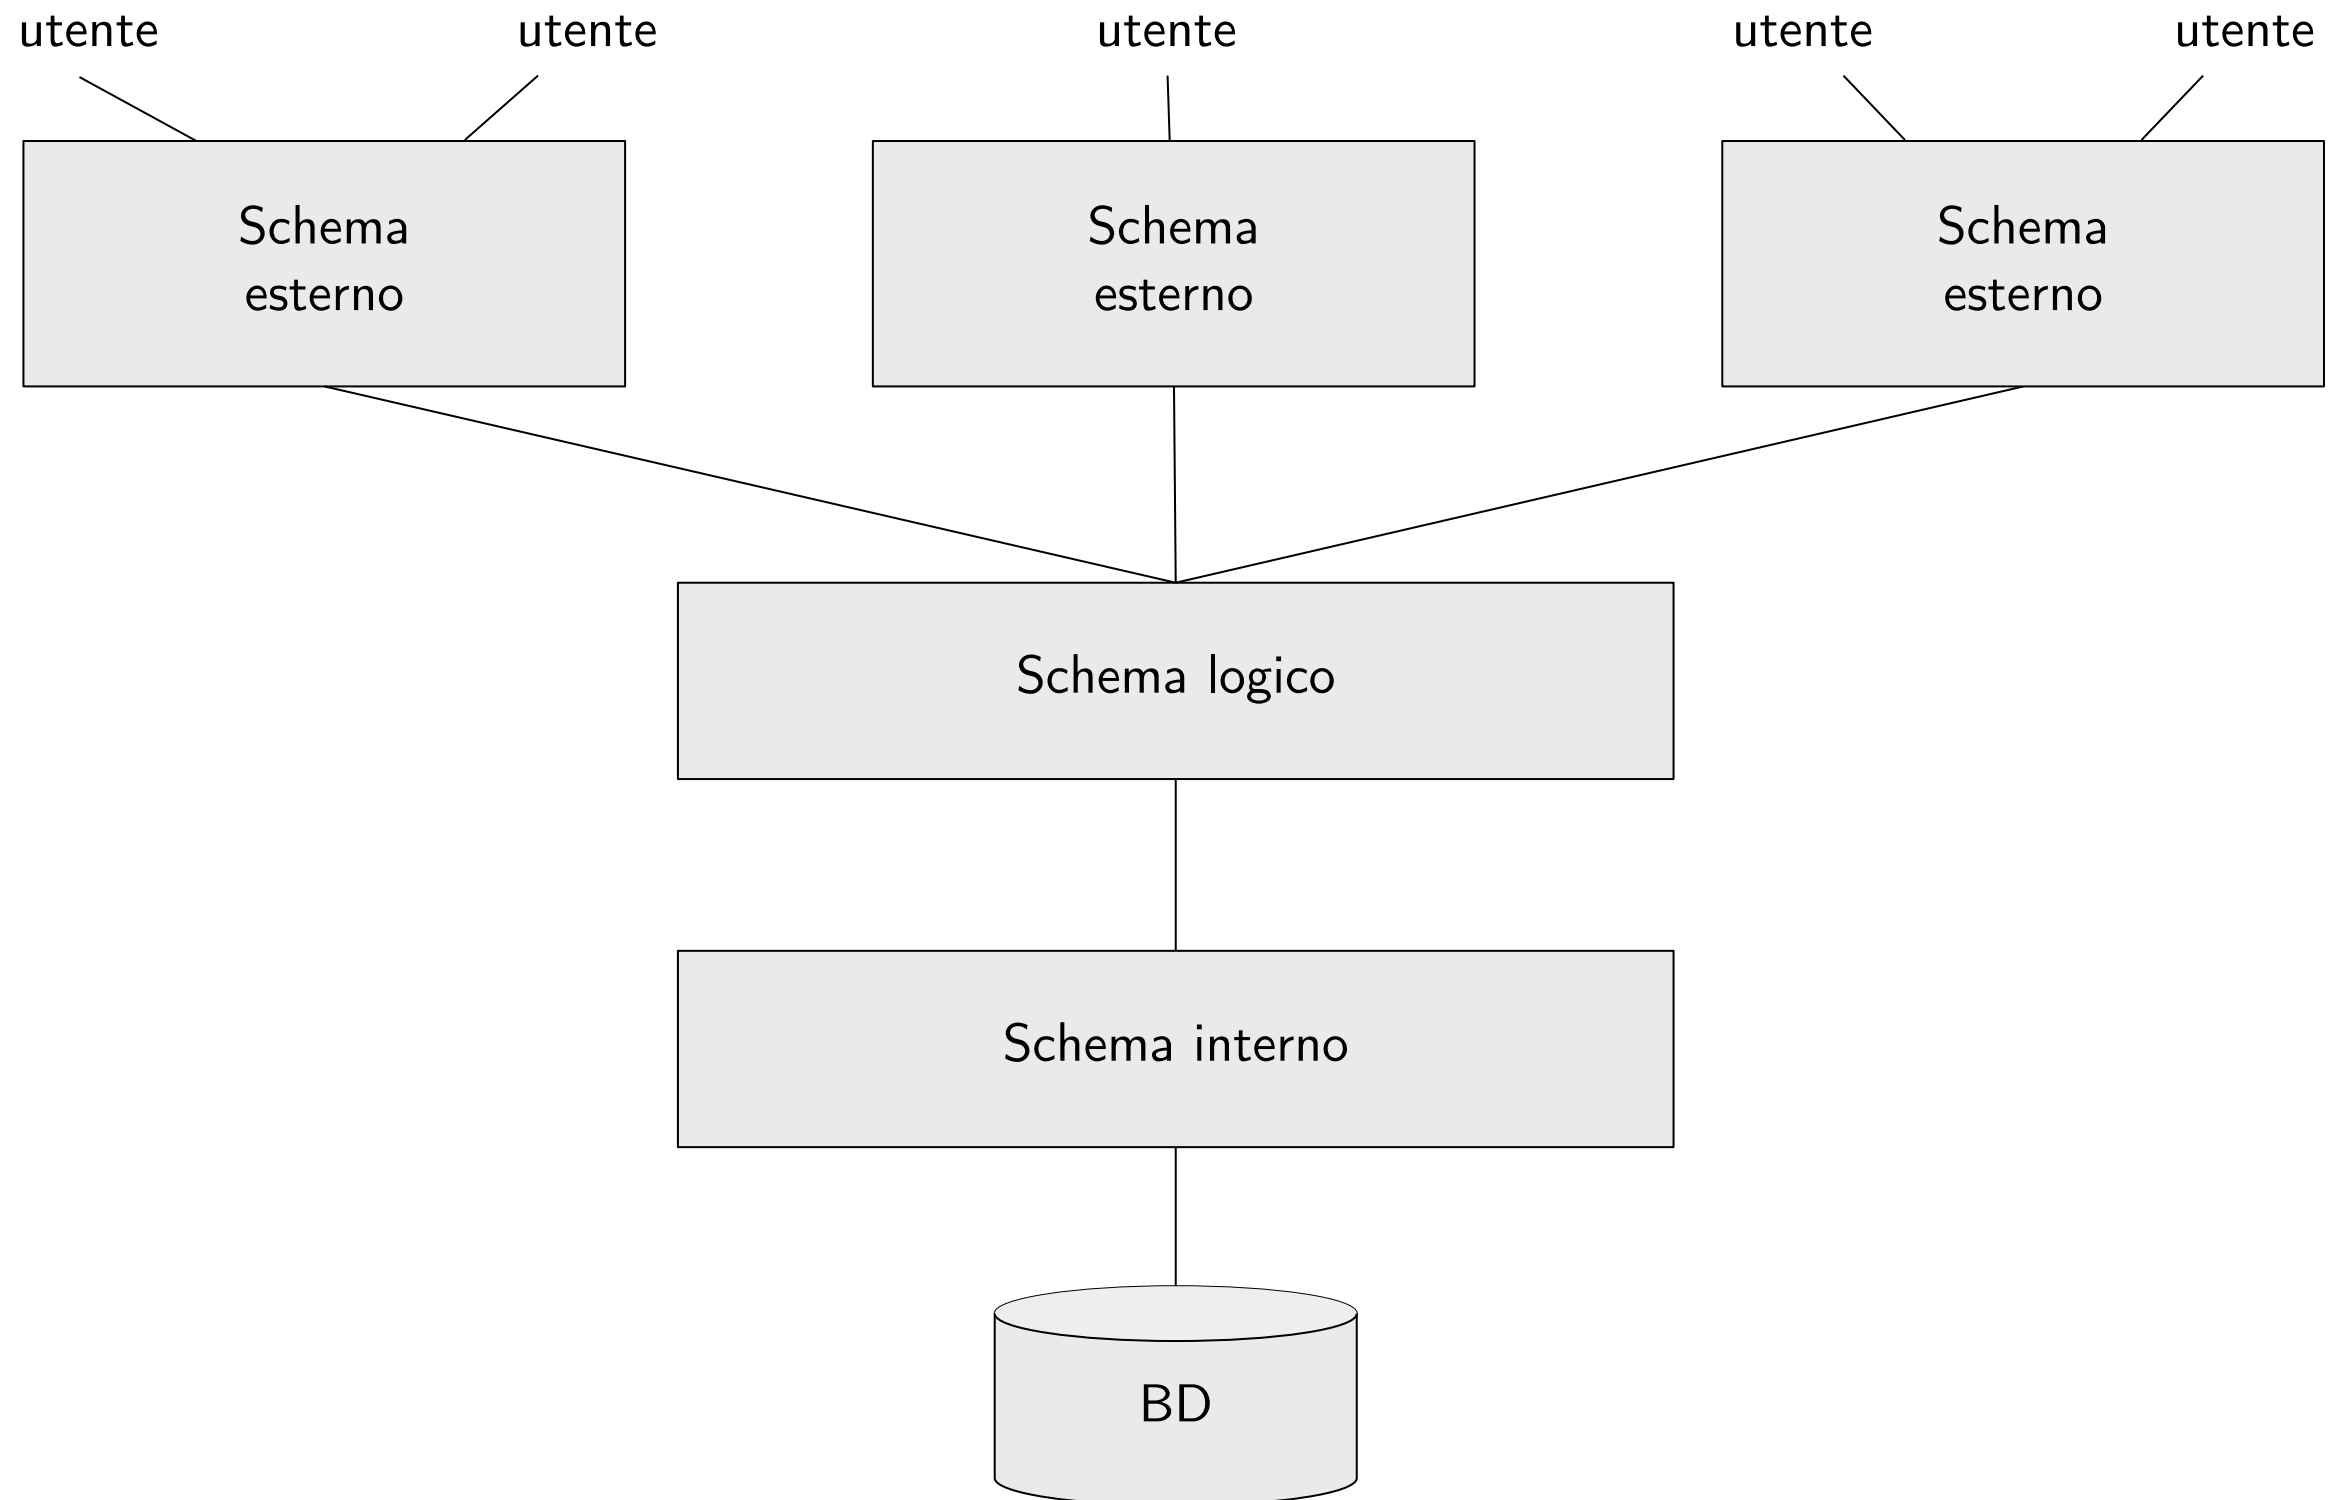 utente
utente
utente
utente
utente
Schema
esterno
Schema
esterno
Schema
esterno
Schema logico
Schema interno
BD